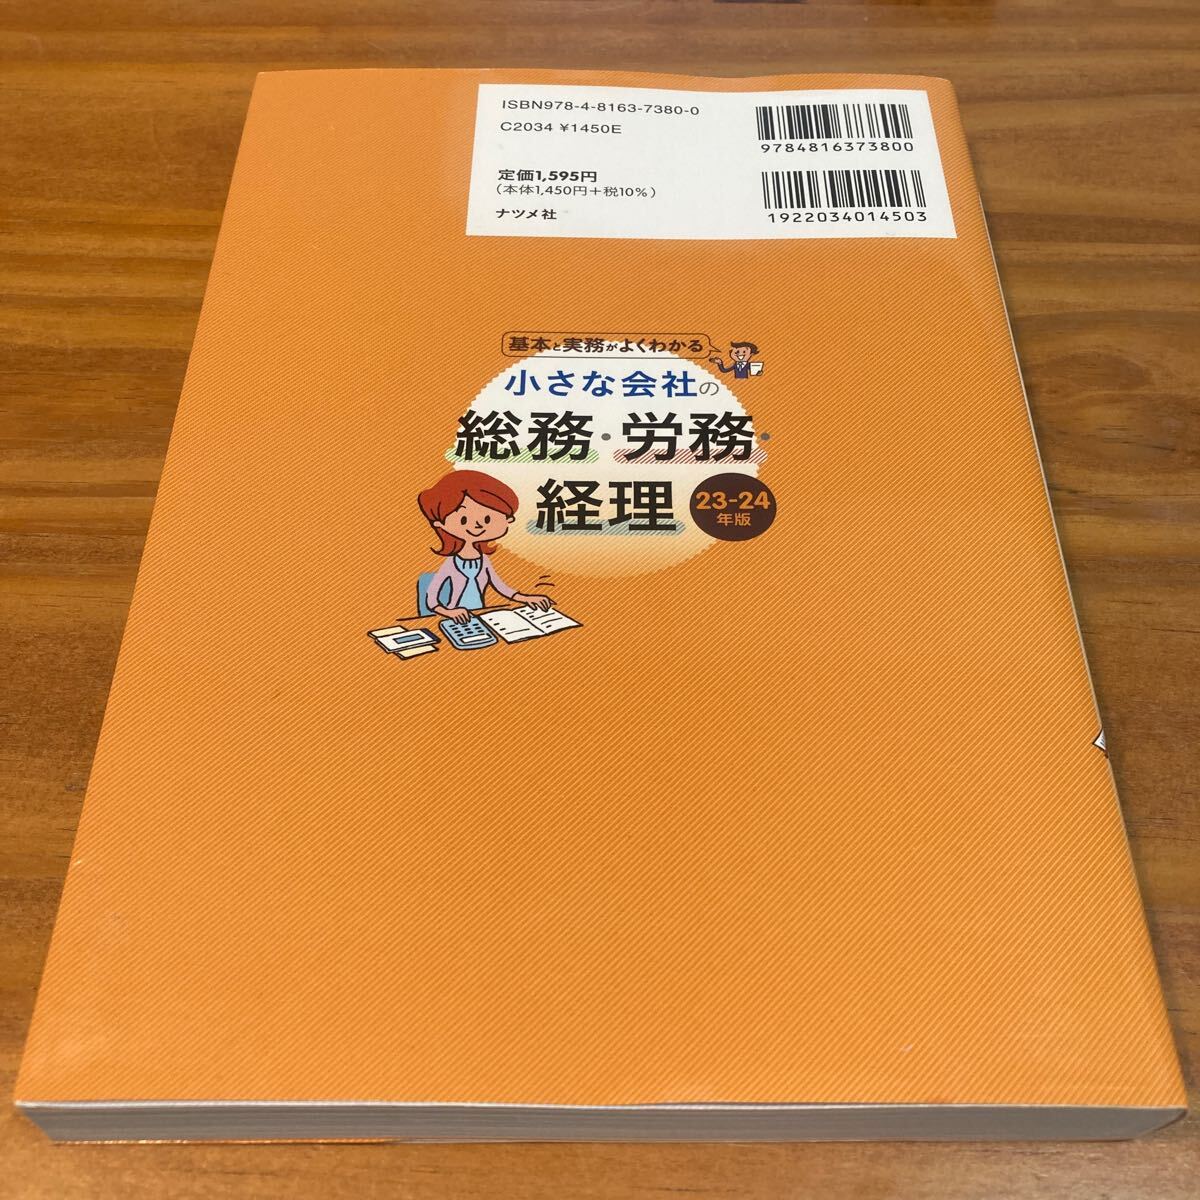 ISBN978-4-8163-7380-0
C2034 ¥1450E
定価1,595円
(本体1,450円+税10%)
ナツメ社
9784816373800
1922034014503
基本と実務がよくわかる
小さな会社の
総務・労務・
経理
23-24
年版